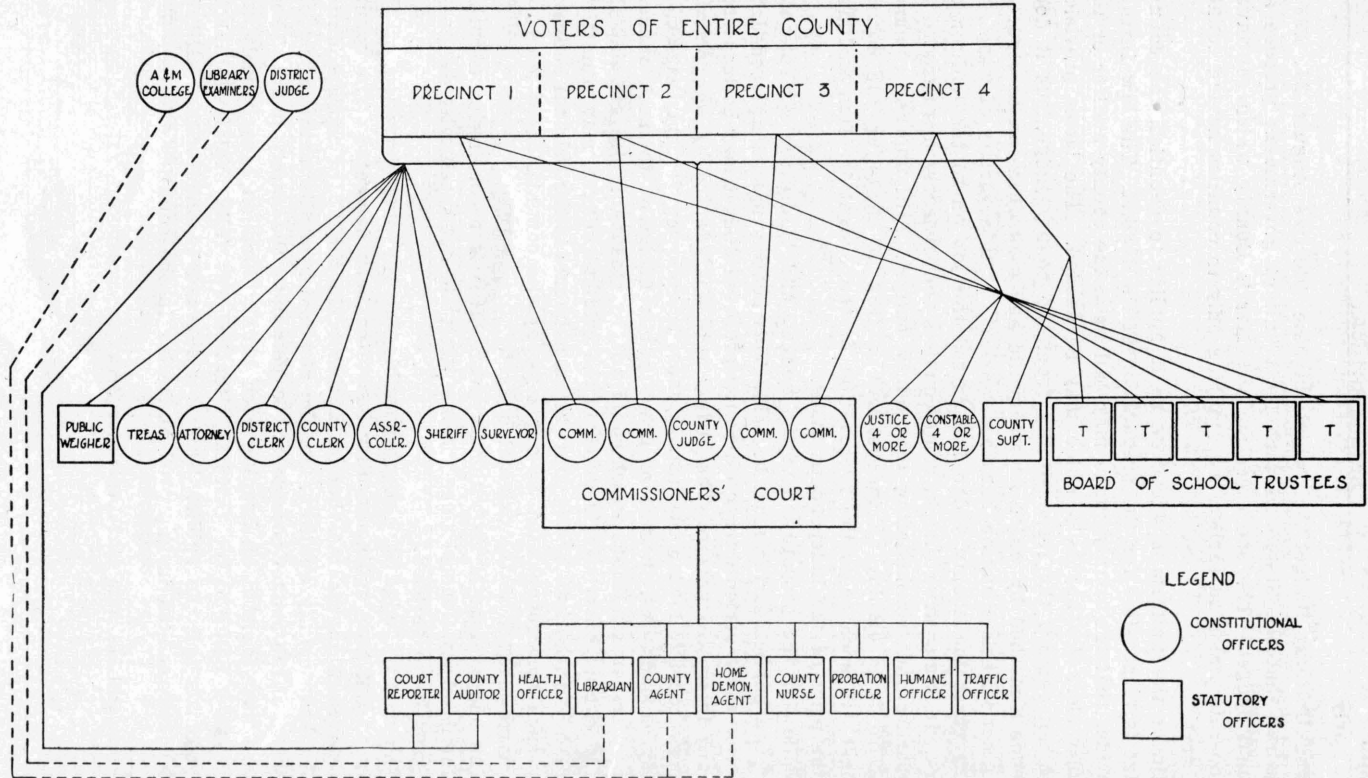 VOTERS OF ENTIRE COUNTY
A & M
COLLEGE
LIBRARY
EXAMINERS
DISTRICT
JUDGE
PRECINCT 1
PRECINCT 2
PRECINCT 3
PRECINCT 4
PUBLIC
WEIGHER
TREAS.
ATTORNEY
DISTRICT
CLERK
COUNTY
CLERK
ASS'R-
COLL'R.
SHERIFF
SURVEYOR
COMM.
COMM.
COUNTY
JUDGE
COMM.
COMM.
JUSTICE
4 OR
MORE
CONSTABLE
4 OR
MORE
COUNTY
SUP'T.
T
T
T
T
T
COMMISSIONERS' COURT
BOARD OF SCHOOL TRUSTEES
COURT
REPORTER
COUNTY
AUDITOR
HEALTH
OFFICER
LIBRARIAN
COUNTY
AGENT
HOME
DEMON.
AGENT
COUNTY
NURSE
PROBATION
OFFICER
HUMANE
OFFICER
TRAFFIC
OFFICER
LEGEND
CONSTITUTIONAL
OFFICERS
STATUTORY
OFFICERS